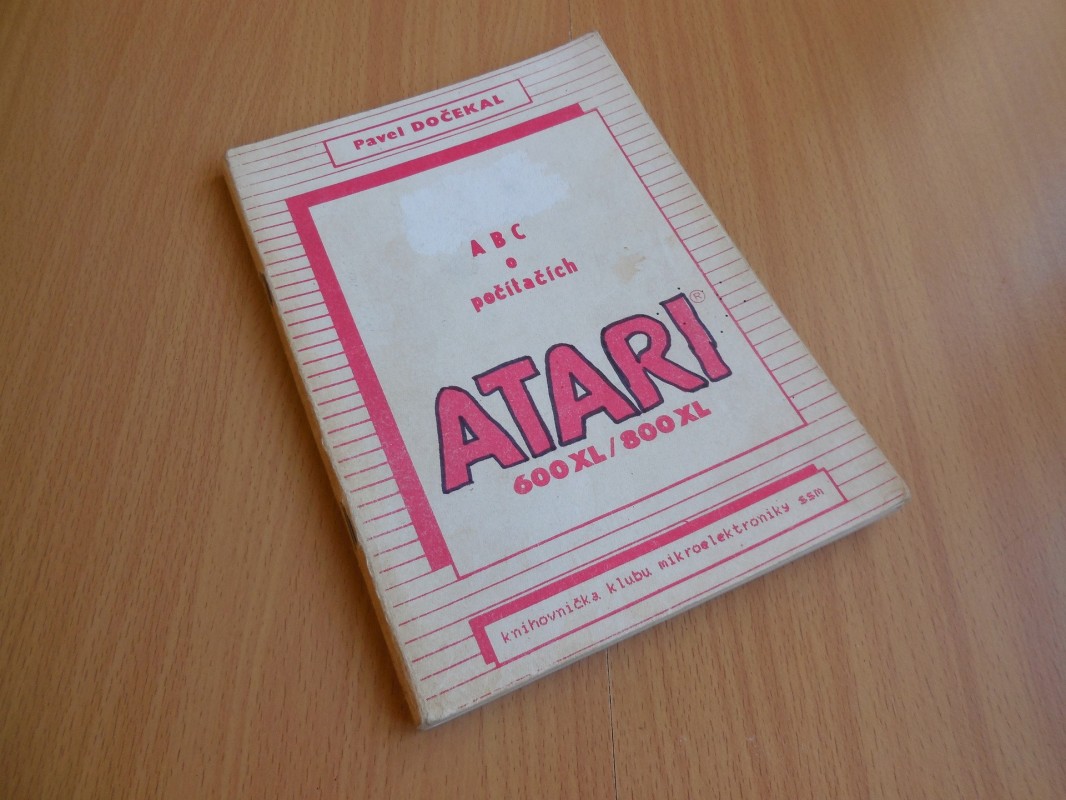 Pavel DOČEKAL
A B C
o
počítačích
ATARI®
600 XL / 800 XL
knihovnička klubu mikroelektroniky ssm